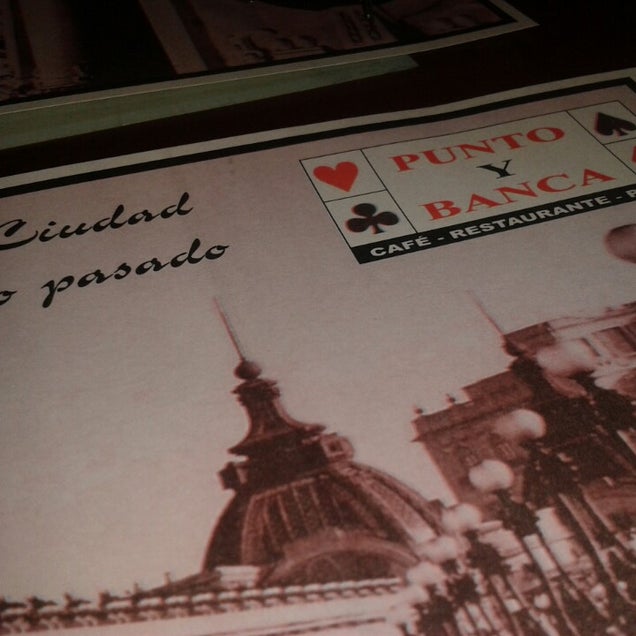 Ciudad
pasado
PUNTO
Y
BANCA
CAFÉ - RESTAURANTE -